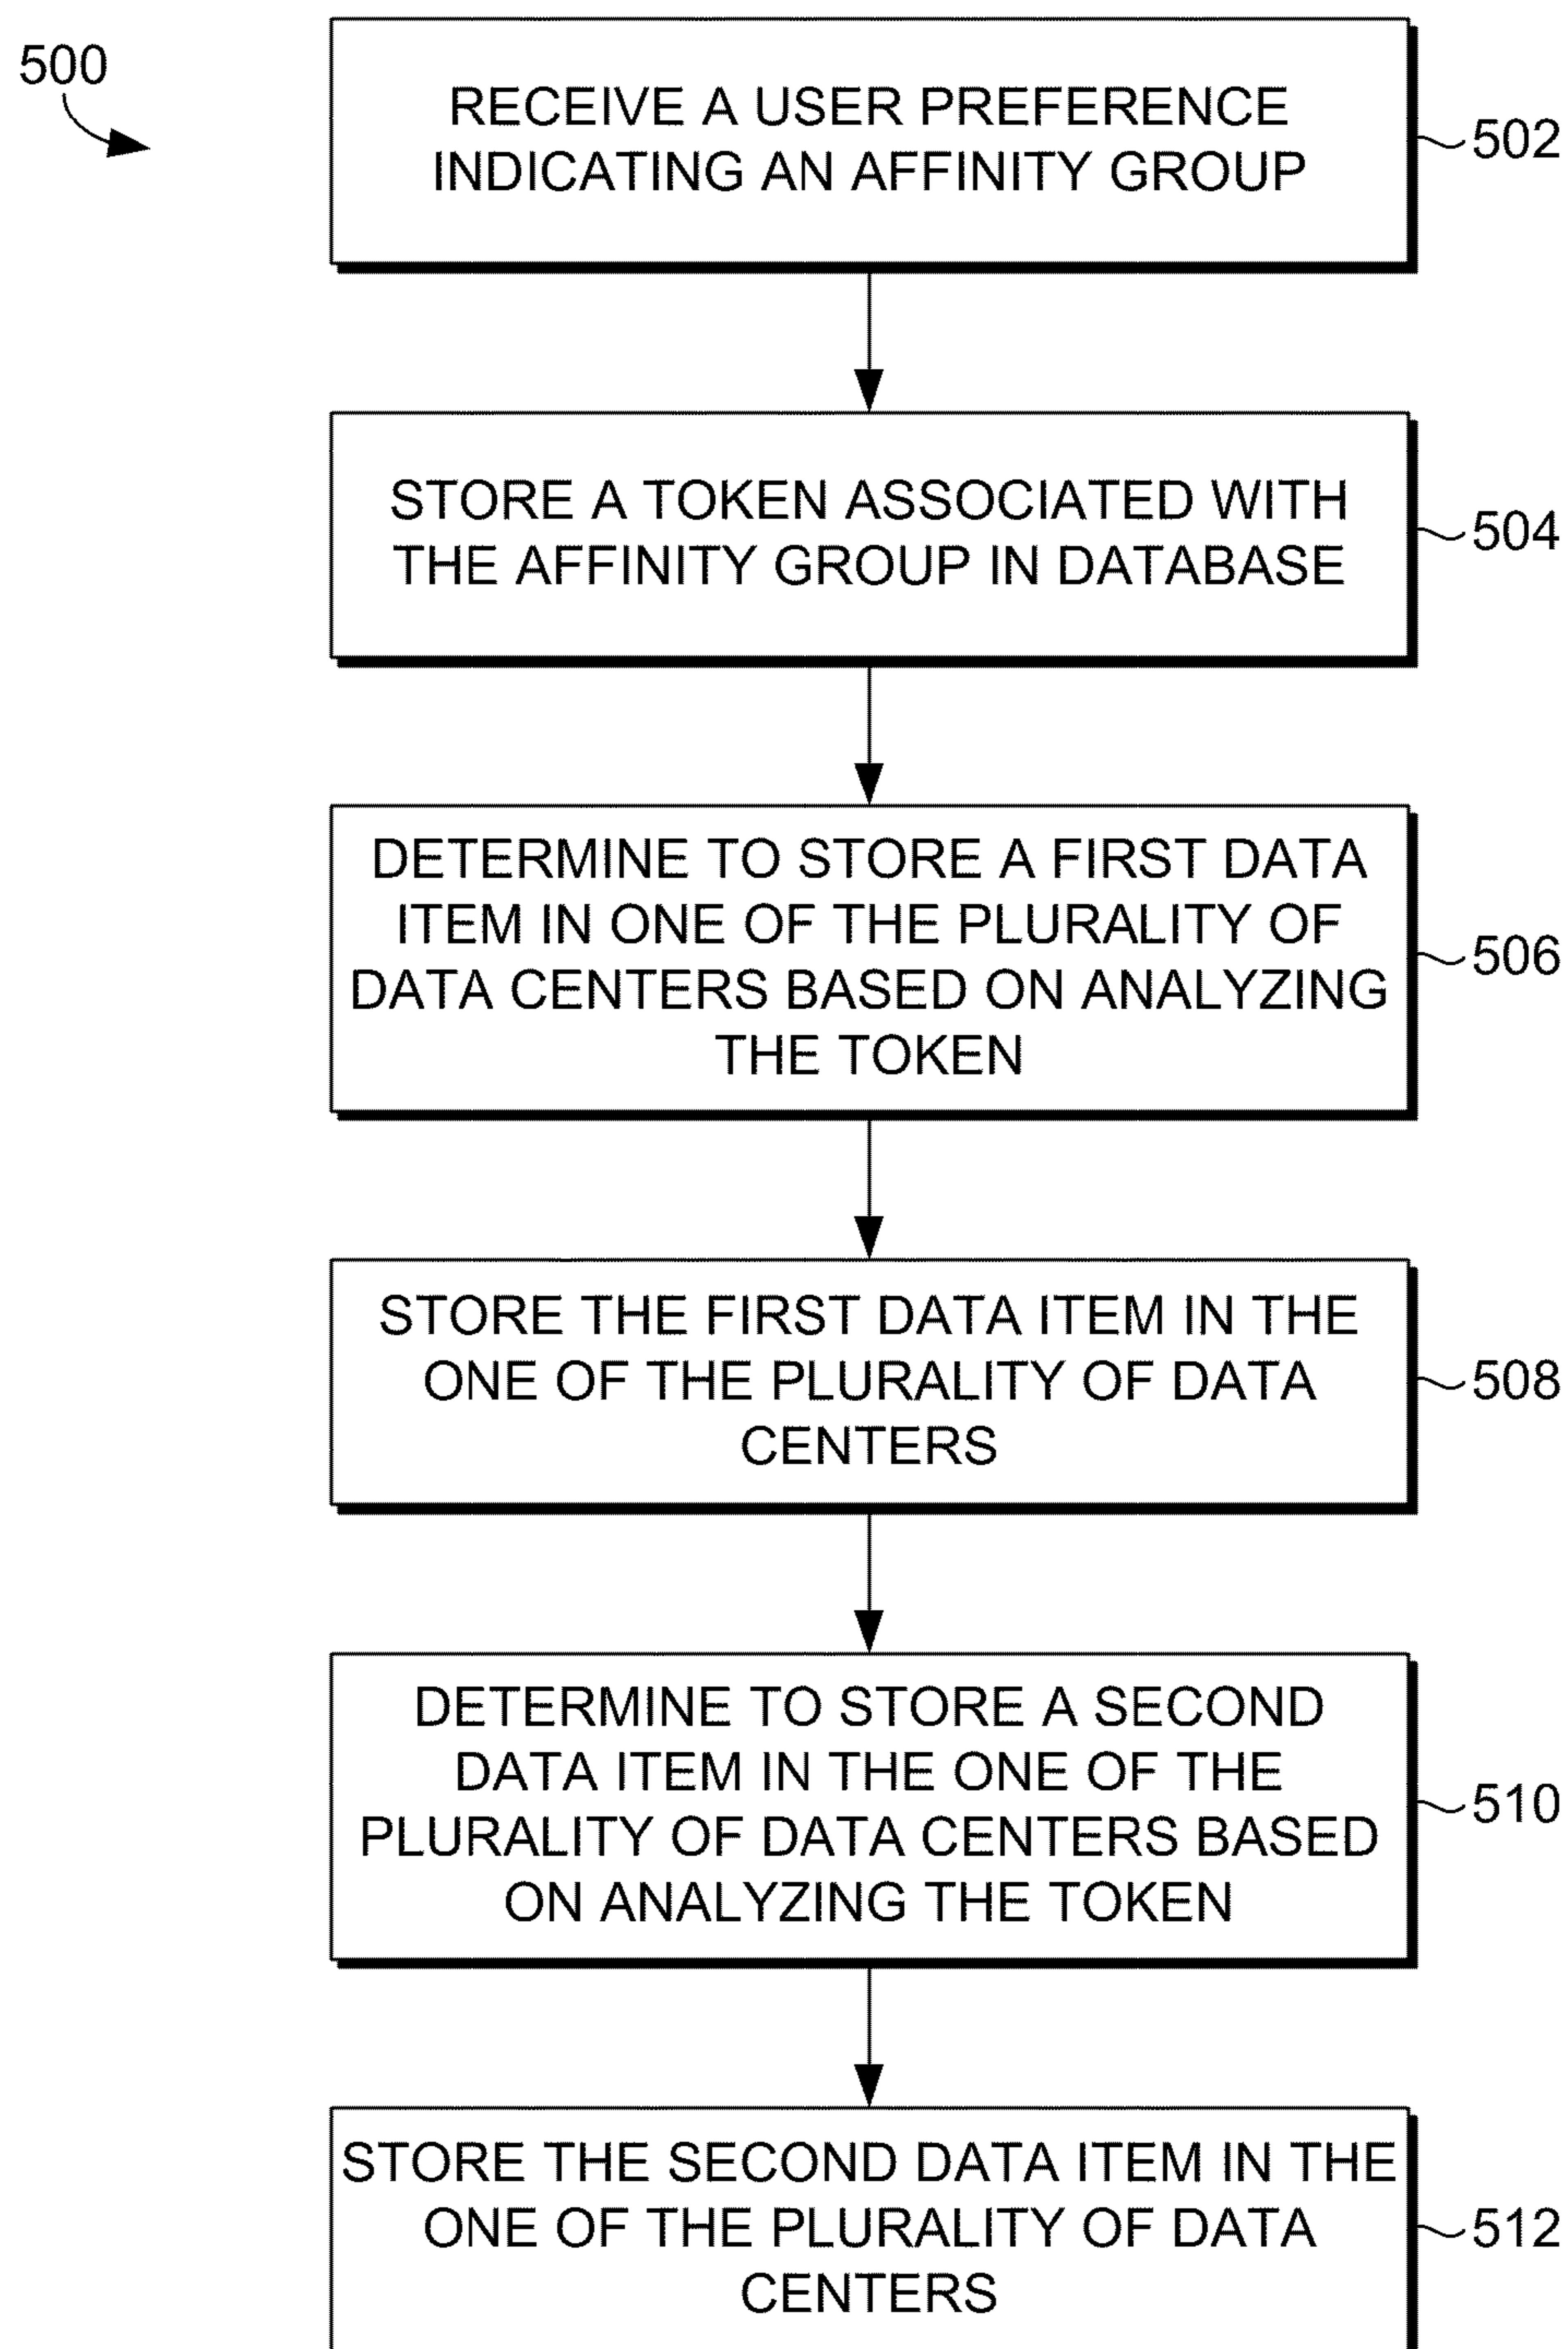 500
RECEIVE A USER PREFERENCE
INDICATING AN AFFINITY GROUP
502
STORE A TOKEN ASSOCIATED WITH
THE AFFINITY GROUP IN DATABASE
504
DETERMINE TO STORE A FIRST DATA
ITEM IN ONE OF THE PLURALITY OF
DATA CENTERS BASED ON ANALYZING
THE TOKEN
506
STORE THE FIRST DATA ITEM IN THE
ONE OF THE PLURALITY OF DATA
CENTERS
508
DETERMINE TO STORE A SECOND
DATA ITEM IN THE ONE OF THE
PLURALITY OF DATA CENTERS BASED
ON ANALYZING THE TOKEN
510
STORE THE SECOND DATA ITEM IN THE
ONE OF THE PLURALITY OF DATA
CENTERS
512